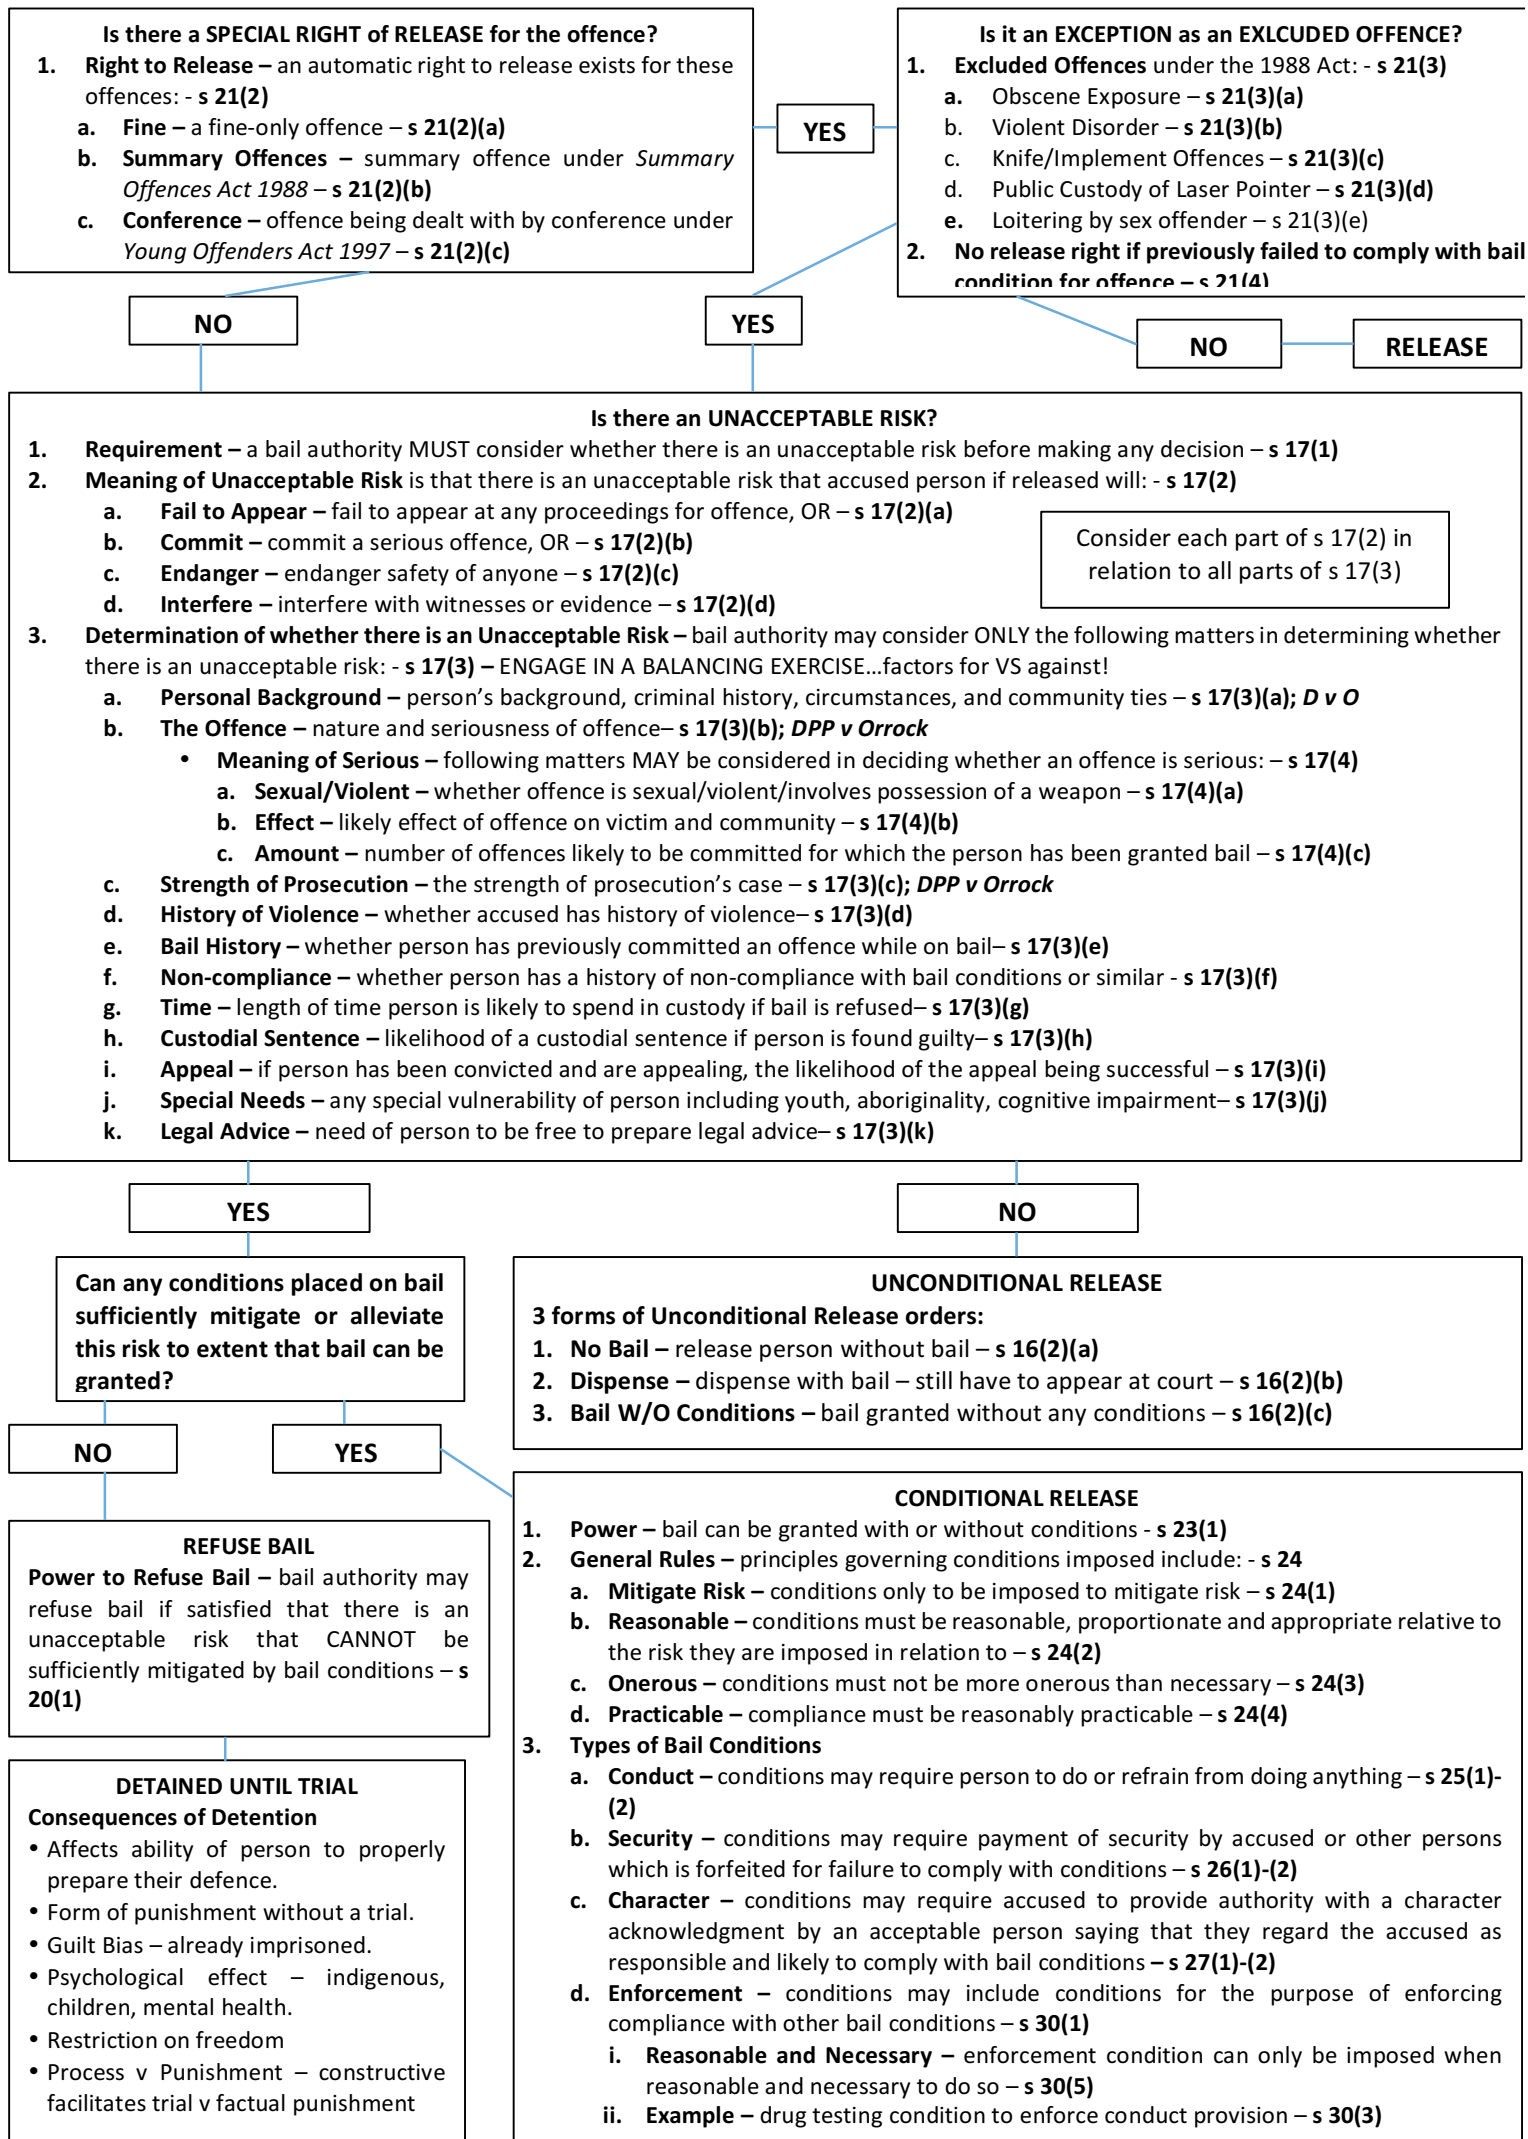 Is there a SPECIAL RIGHT of RELEASE for the offence?
1. Right to Release – an automatic right to release exists for these
offences: - s 21(2)
a. Fine – a fine-only offence – s 21(2)(a)
b. Summary Offences – summary offence under Summary
Offences Act 1988 – s 21(2)(b)
c. Conference – offence being dealt with by conference under
Young Offenders Act 1997 – s 21(2)(c)
YES
Is it an EXCEPTION as an EXLCUDED OFFENCE?
1. Excluded Offences under the 1988 Act: - s 21(3)
a. Obscene Exposure – s 21(3)(a)
b. Violent Disorder – s 21(3)(b)
c. Knife/Implement Offences – s 21(3)(c)
d. Public Custody of Laser Pointer – s 21(3)(d)
e. Loitering by sex offender – s 21(3)(e)
2. No release right if previously failed to comply with bail
condition for offence – s 21(4)
NO
YES
NO
RELEASE
Is there an UNACCEPTABLE RISK?
1. Requirement – a bail authority MUST consider whether there is an unacceptable risk before making any decision – s 17(1)
2. Meaning of Unacceptable Risk is that there is an unacceptable risk that accused person if released will: - s 17(2)
a. Fail to Appear – fail to appear at any proceedings for offence, OR – s 17(2)(a)
b. Commit – commit a serious offence, OR – s 17(2)(b)
c. Endanger – endanger safety of anyone – s 17(2)(c)
d. Interfere – interfere with witnesses or evidence – s 17(2)(d)
Consider each part of s 17(2) in
relation to all parts of s 17(3)
3. Determination of whether there is an Unacceptable Risk – bail authority may consider ONLY the following matters in determining whether
there is an unacceptable risk: - s 17(3) – ENGAGE IN A BALANCING EXERCISE…factors for VS against!
a. Personal Background – person's background, criminal history, circumstances, and community ties – s 17(3)(a); D v O
b. The Offence – nature and seriousness of offence– s 17(3)(b); DPP v Orrock
• Meaning of Serious – following matters MAY be considered in deciding whether an offence is serious: – s 17(4)
a. Sexual/Violent – whether offence is sexual/violent/involves possession of a weapon – s 17(4)(a)
b. Effect – likely effect of offence on victim and community – s 17(4)(b)
c. Amount – number of offences likely to be committed for which the person has been granted bail – s 17(4)(c)
c. Strength of Prosecution – the strength of prosecution's case – s 17(3)(c); DPP v Orrock
d. History of Violence – whether accused has history of violence– s 17(3)(d)
e. Bail History – whether person has previously committed an offence while on bail– s 17(3)(e)
f. Non-compliance – whether person has a history of non-compliance with bail conditions or similar - s 17(3)(f)
g. Time – length of time person is likely to spend in custody if bail is refused– s 17(3)(g)
h. Custodial Sentence – likelihood of a custodial sentence if person is found guilty– s 17(3)(h)
i. Appeal – if person has been convicted and are appealing, the likelihood of the appeal being successful – s 17(3)(i)
j. Special Needs – any special vulnerability of person including youth, aboriginality, cognitive impairment– s 17(3)(j)
k. Legal Advice – need of person to be free to prepare legal advice– s 17(3)(k)
YES
NO
Can any conditions placed on bail
sufficiently mitigate or alleviate
this risk to extent that bail can be
granted?
NO
YES
UNCONDITIONAL RELEASE
3 forms of Unconditional Release orders:
1. No Bail – release person without bail – s 16(2)(a)
2. Dispense – dispense with bail – still have to appear at court – s 16(2)(b)
3. Bail W/O Conditions – bail granted without any conditions – s 16(2)(c)
REFUSE BAIL
Power to Refuse Bail – bail authority may
refuse bail if satisfied that there is an
unacceptable risk that CANNOT be
sufficiently mitigated by bail conditions – s
20(1)
DETAINED UNTIL TRIAL
Consequences of Detention
• Affects ability of person to properly
prepare their defence.
• Form of punishment without a trial.
• Guilt Bias – already imprisoned.
• Psychological effect – indigenous,
children, mental health.
• Restriction on freedom
• Process v Punishment – constructive
facilitates trial v factual punishment
CONDITIONAL RELEASE
1. Power – bail can be granted with or without conditions - s 23(1)
2. General Rules – principles governing conditions imposed include: - s 24
a. Mitigate Risk – conditions only to be imposed to mitigate risk – s 24(1)
b. Reasonable – conditions must be reasonable, proportionate and appropriate relative to
the risk they are imposed in relation to – s 24(2)
c. Onerous – conditions must not be more onerous than necessary – s 24(3)
d. Practicable – compliance must be reasonably practicable – s 24(4)
3. Types of Bail Conditions
a. Conduct – conditions may require person to do or refrain from doing anything – s 25(1)-
(2)
b. Security – conditions may require payment of security by accused or other persons
which is forfeited for failure to comply with conditions – s 26(1)-(2)
c. Character – conditions may require accused to provide authority with a character
acknowledgment by an acceptable person saying that they regard the accused as
responsible and likely to comply with bail conditions – s 27(1)-(2)
d. Enforcement – conditions may include conditions for the purpose of enforcing
compliance with other bail conditions – s 30(1)
i. Reasonable and Necessary – enforcement condition can only be imposed when
reasonable and necessary to do so – s 30(5)
ii. Example – drug testing condition to enforce conduct provision – s 30(3)